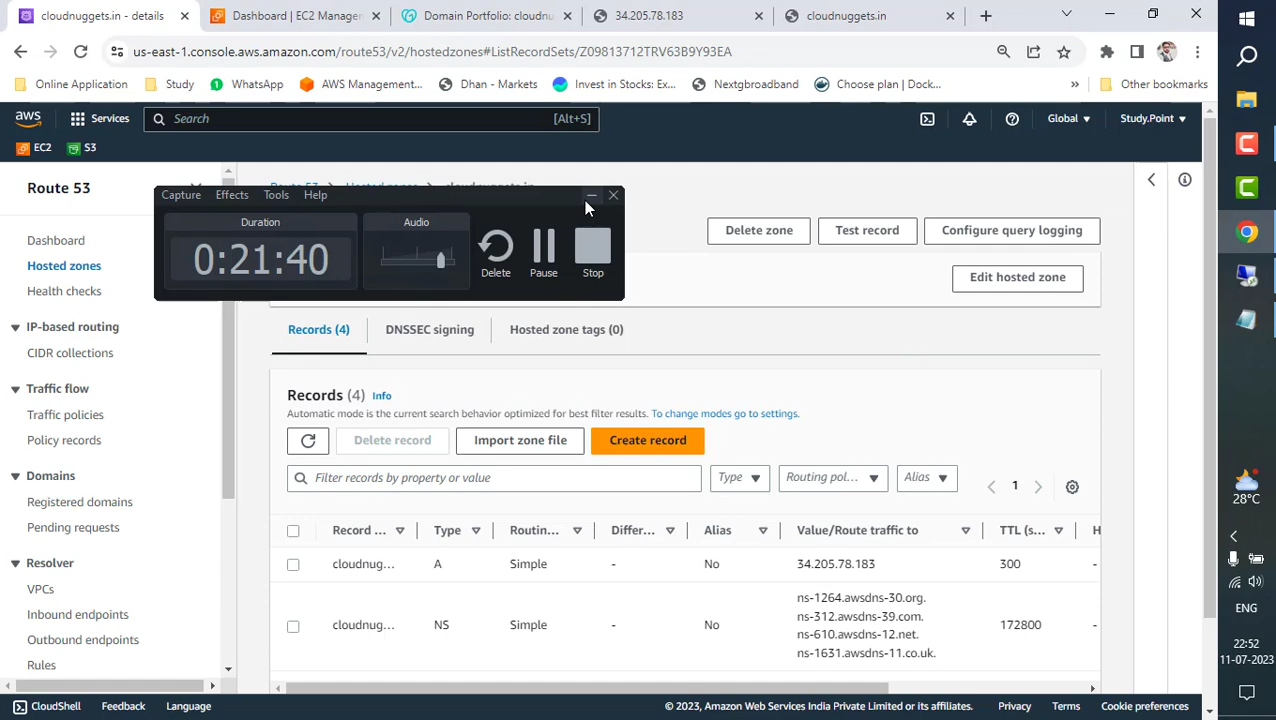 cloudnuggets.in - details
Dashboard | EC2 Manager
Domain Portfolio: cloudnu
34.205.78.183
cloudnuggets.in
us-east-1.console.aws.amazon.com/route53/v2/hostedzones#ListRecordSets/Z09813712TRV63B9Y93EA
Online Application
Study
WhatsApp
AWS Management...
Dhan - Markets
Invest in Stocks: Ex...
Nextgbroadband
Choose plan | Dock...
»
Other bookmarks
aws
Services
Search
[Alt+S]
Global
Study.Point
EC2
S3
Route 53
Dashboard
Hosted zones
Health checks
IP-based routing
CIDR collections
Traffic flow
Traffic policies
Policy records
Domains
Registered domains
Pending requests
Resolver
VPCs
Inbound endpoints
Outbound endpoints
Rules
Capture Effects Tools Help
Duration
0:21:40
Audio
Delete
Pause
Stop
Delete zone
Test record
Configure query logging
Edit hosted zone
Records (4)
DNSSEC signing
Hosted zone tags (0)
Records (4) Info
Automatic mode is the current search behavior optimized for best filter results. To change modes go to settings.
Delete record
Import zone file
Create record
Filter records by property or value
Type
Routing pol...
Alias
1
Record ... Type Routin... Differ... Alias Value/Route traffic to TTL (s... H
cloudnug... A Simple - No 34.205.78.183 300 -
cloudnug... NS Simple - No
ns-1264.awsdns-30.org.
ns-312.awsdns-39.com.
ns-610.awsdns-12.net.
ns-1631.awsdns-11.co.uk.
172800 -
CloudShell Feedback Language
© 2023, Amazon Web Services India Private Limited or its affiliates.
Privacy Terms Cookie preferences
28°C
ENG
22:52
11-07-2023